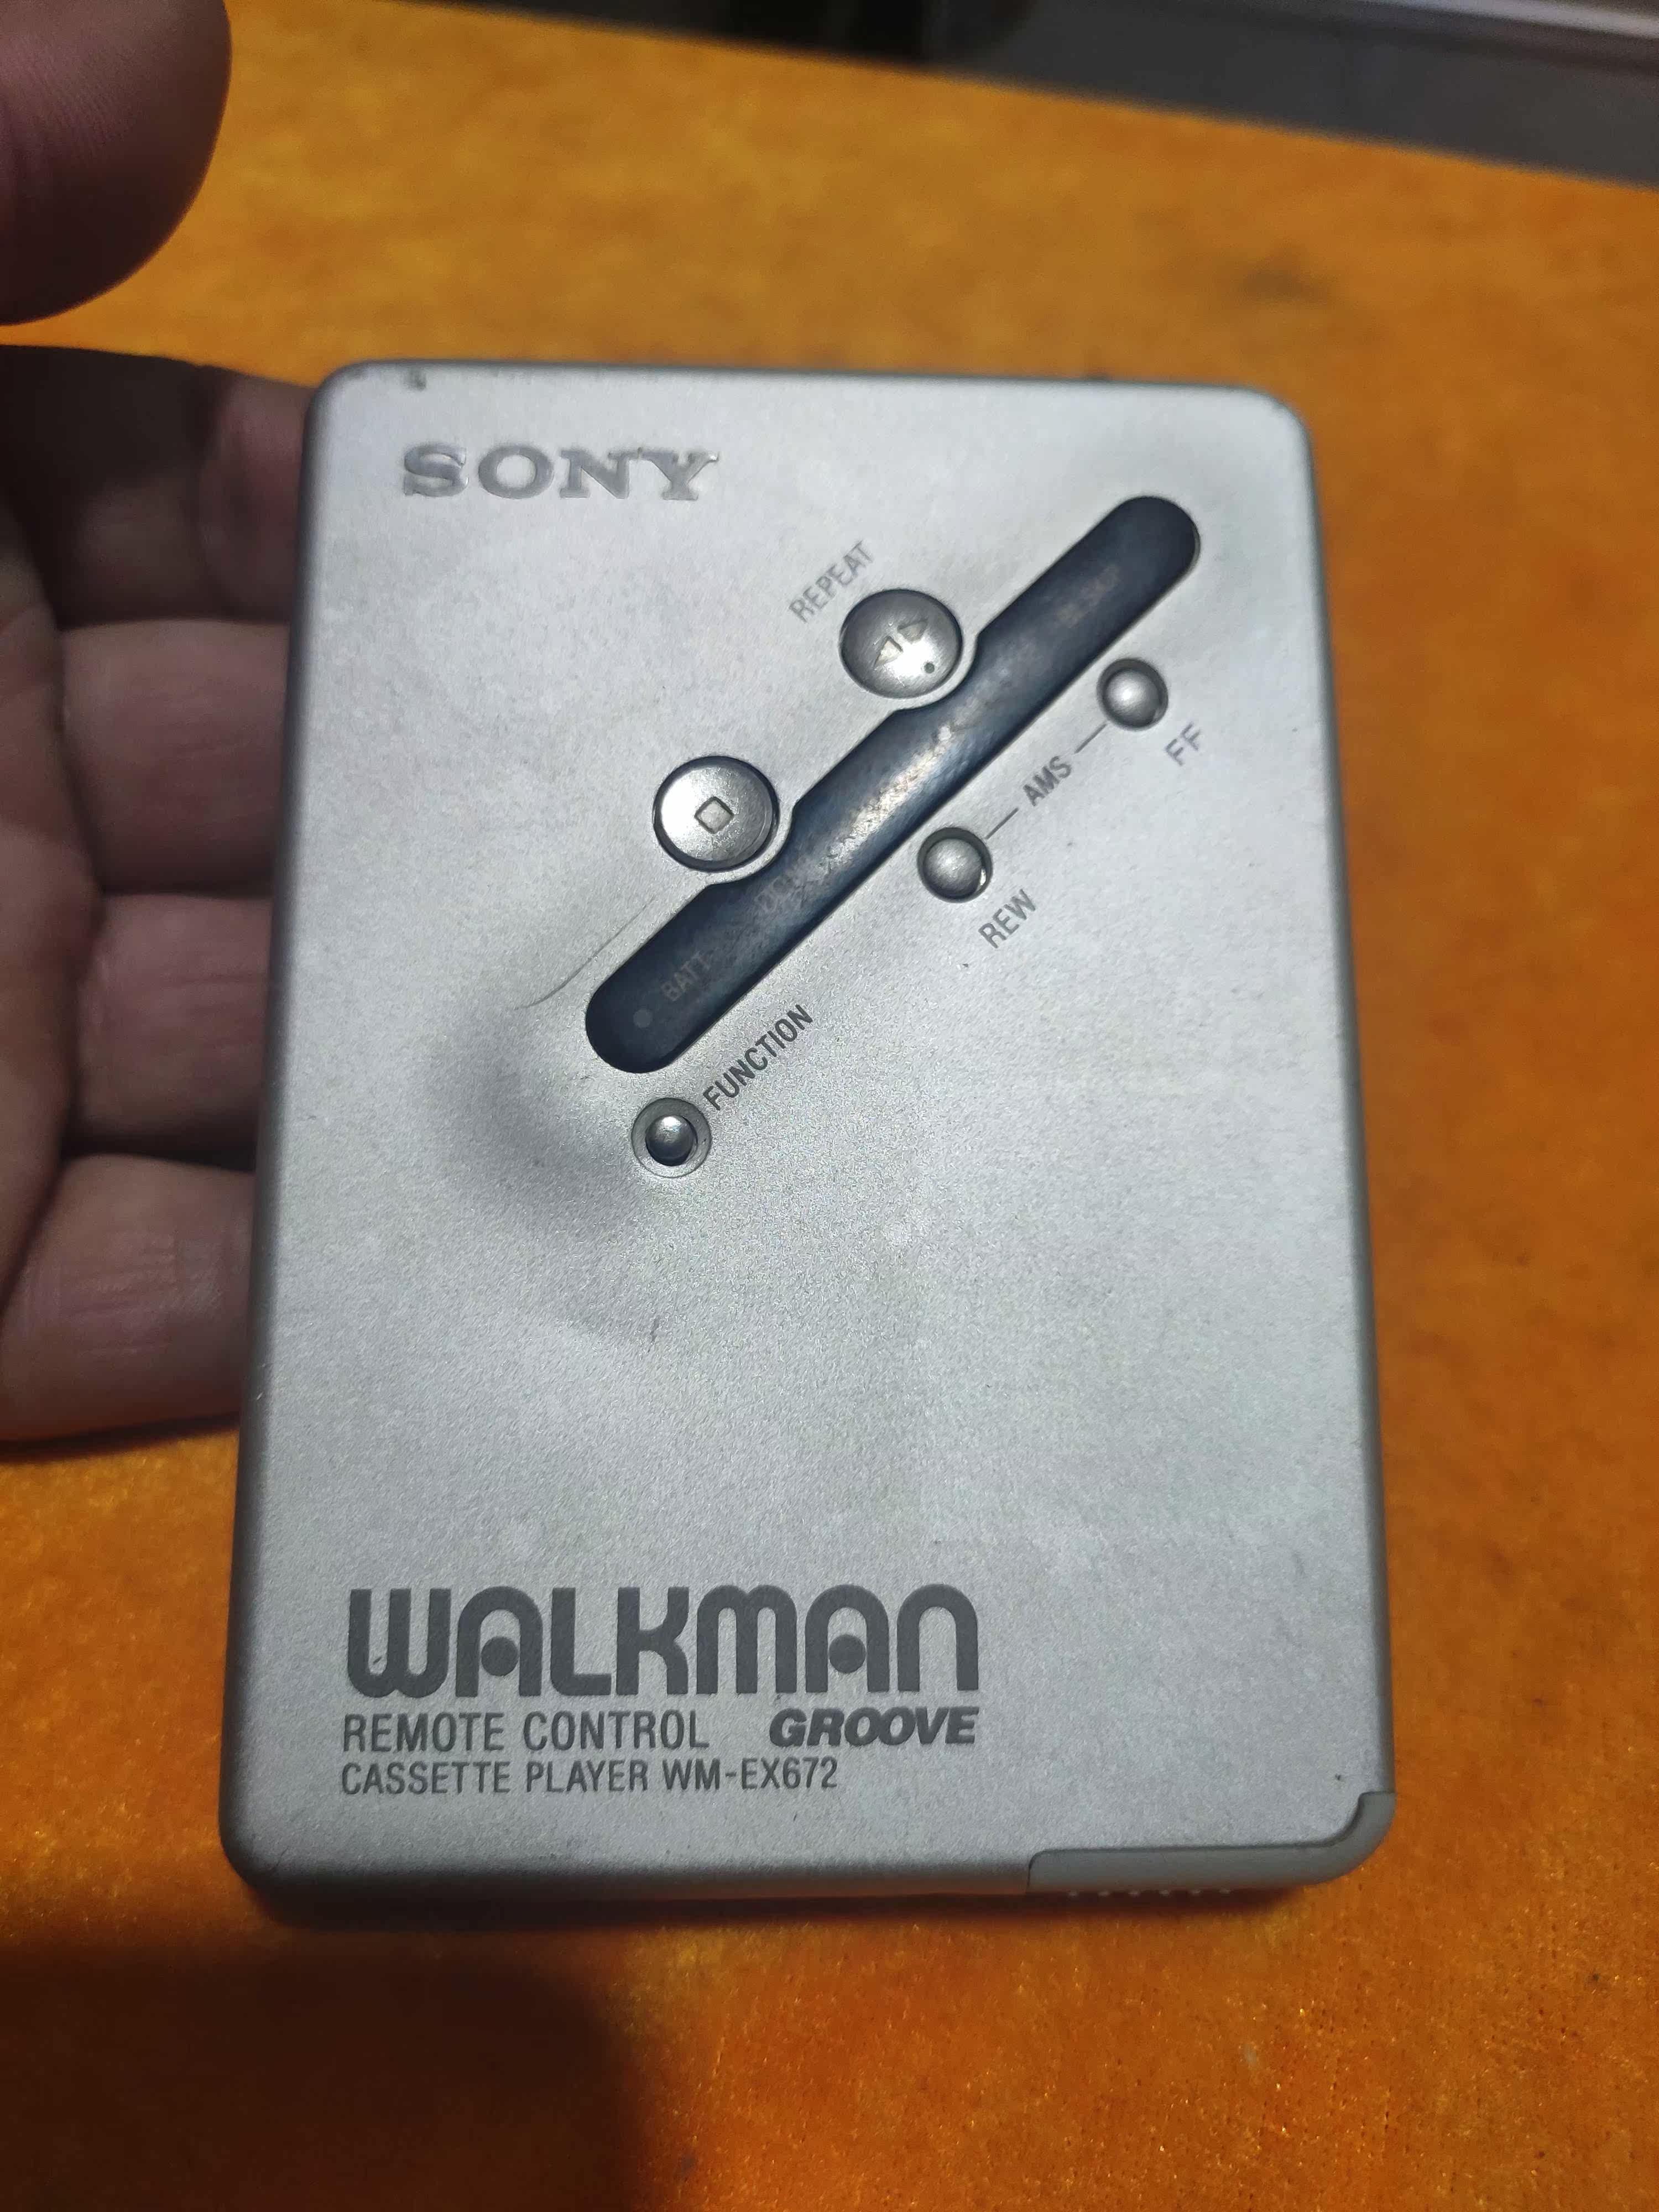 SONY
REPEAT
FF
AMS
REW
BATT
FUNCTION
WALKMAN
REMOTE CONTROL GROOVE
CASSETTE PLAYER WM-EX672